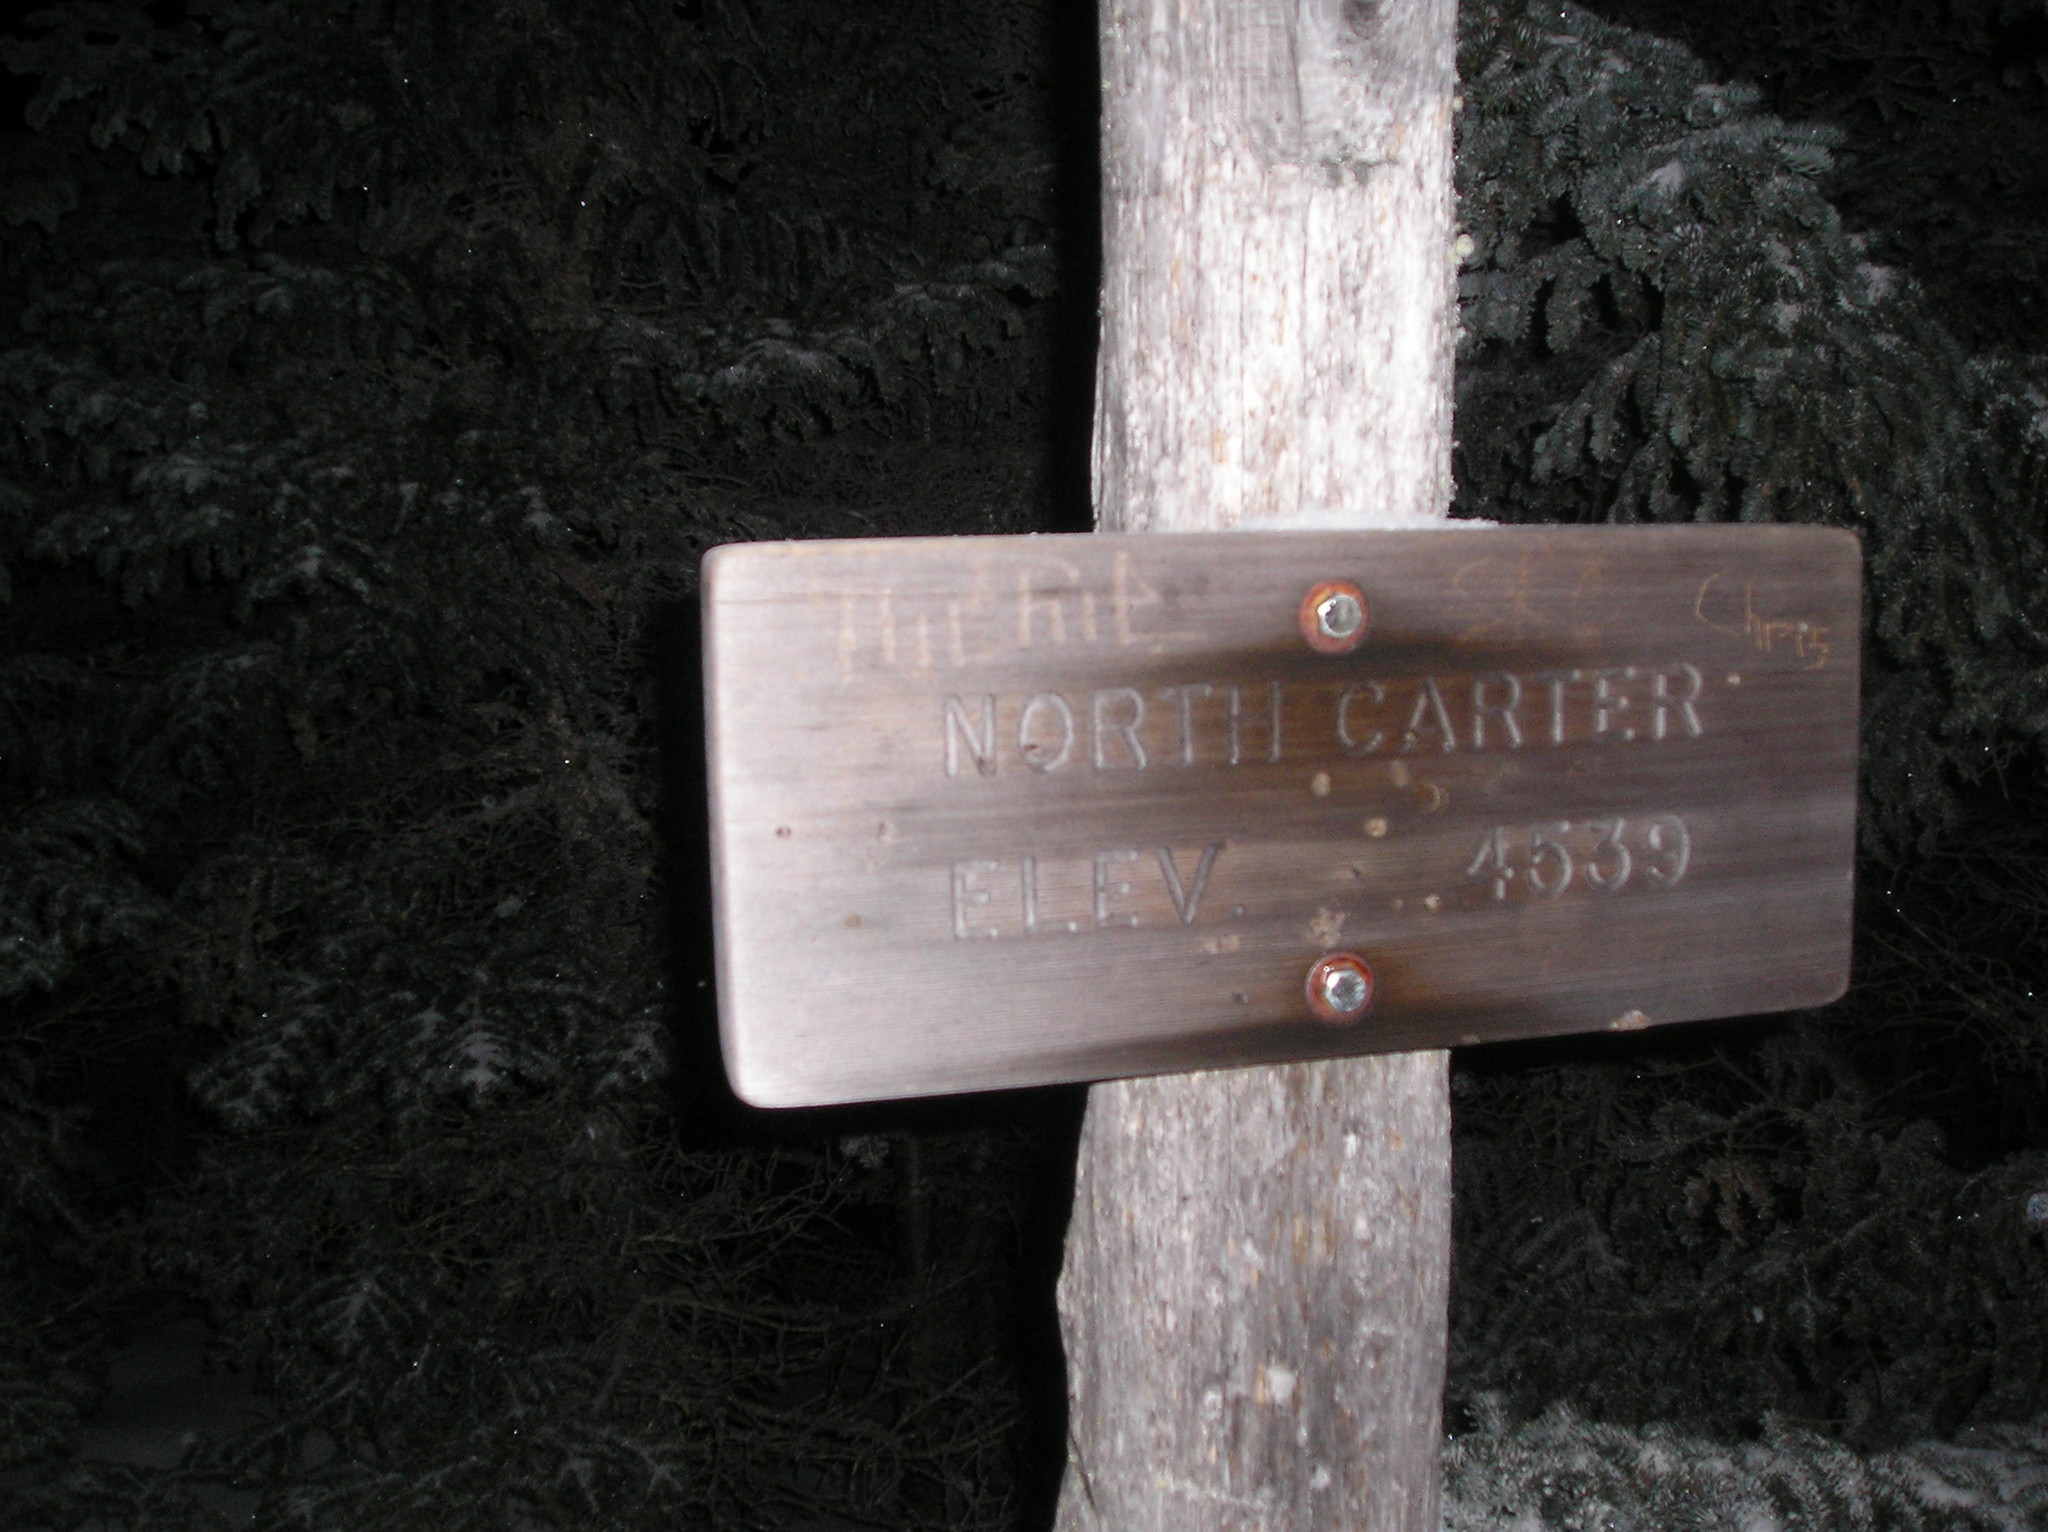 Chris
NORTH CARTER
ELEV. 4539